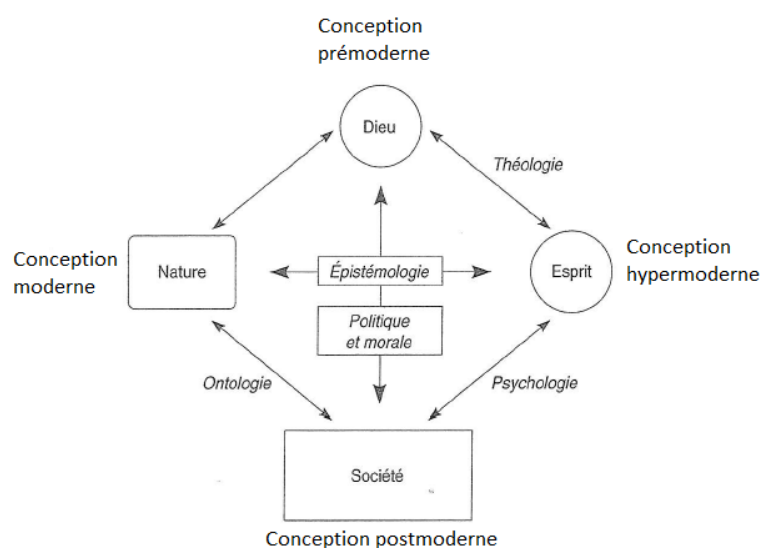 Conception
prémoderne
Dieu
Théologie
Conception
moderne
Nature
Épistémologie
Esprit
Conception
hypermoderne
Politique
et morale
Ontologie
Psychologie
Société
Conception postmoderne